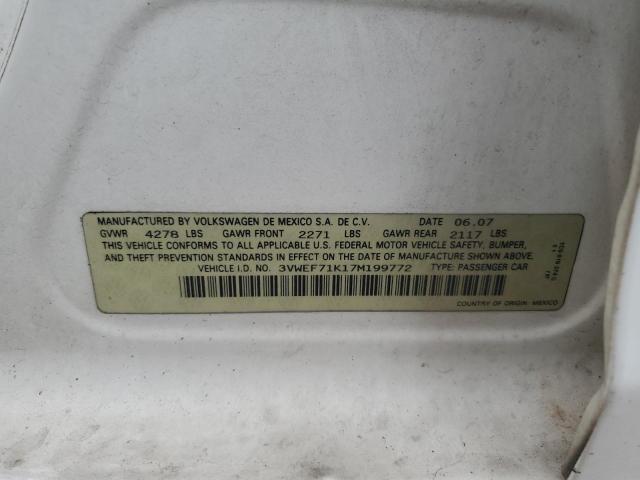 MANUFACTURED BY VOLKSWAGEN DE MEXICO S.A. DE C.V. DATE 06.07
GVWR 4278 LBS GAWR FRONT 2271 LBS GAWR REAR 2117 LBS
THIS VEHICLE CONFORMS TO ALL APPLICABLE U.S. FEDERAL MOTOR VEHICLE SAFETY, BUMPER,
AND THEFT PREVENTION STANDARDS IN EFFECT ON THE DATE OF MANUFACTURE SHOWN ABOVE.
VEHICLE I.D. NO. 3VWEF71K17M199772 TYPE: PASSENGER CAR
COUNTRY OF ORIGIN: MEXICO